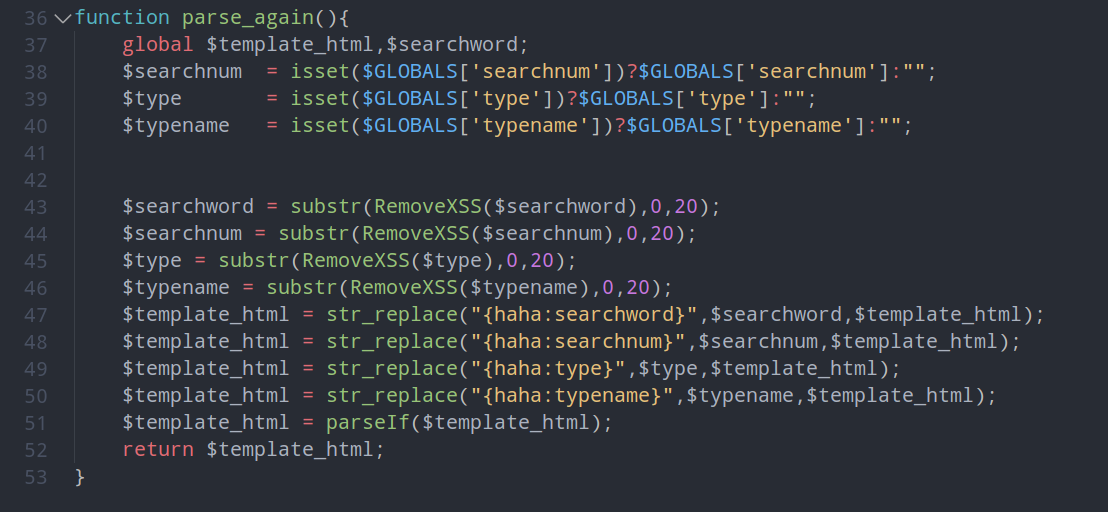 36 function parse_again(){
37     global $template_html,$searchword;
38     $searchnum  = isset($GLOBALS['searchnum'])?$GLOBALS['searchnum']:"";
39     $type       = isset($GLOBALS['type'])?$GLOBALS['type']:"";
40     $typename   = isset($GLOBALS['typename'])?$GLOBALS['typename']:"";
41
42
43     $searchword = substr(RemoveXSS($searchword),0,20);
44     $searchnum = substr(RemoveXSS($searchnum),0,20);
45     $type = substr(RemoveXSS($type),0,20);
46     $typename = substr(RemoveXSS($typename),0,20);
47     $template_html = str_replace("{haha:searchword}",$searchword,$template_html);
48     $template_html = str_replace("{haha:searchnum}",$searchnum,$template_html);
49     $template_html = str_replace("{haha:type}",$type,$template_html);
50     $template_html = str_replace("{haha:typename}",$typename,$template_html);
51     $template_html = parseIf($template_html);
52     return $template_html;
53 }